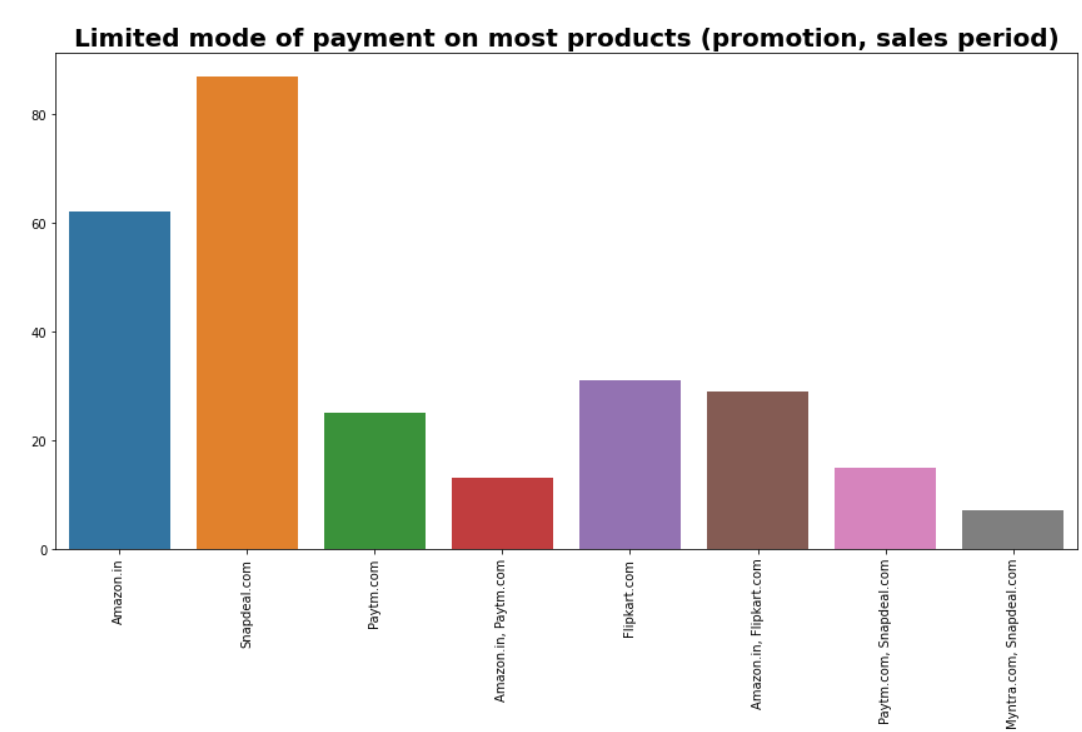 Limited mode of payment on most products (promotion, sales period)
80
60
40
20
0
Amazon.in
Snapdeal.com
Paytm.com
Amazon.in, Paytm.com
Flipkart.com
Amazon.in, Flipkart.com
Paytm.com, Snapdeal.com
Myntra.com, Snapdeal.com